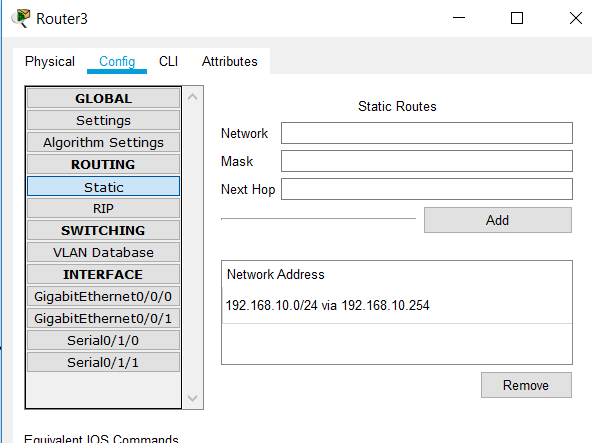 Router3
Physical Config CLI Attributes
GLOBAL
Settings
Algorithm Settings
ROUTING
Static
RIP
SWITCHING
VLAN Database
INTERFACE
GigabitEthernet0/0/0
GigabitEthernet0/0/1
Serial0/1/0
Serial0/1/1
Static Routes
Network
Mask
Next Hop
Add
Network Address
192.168.10.0/24 via 192.168.10.254
Remove
Equivalent IOS Commands